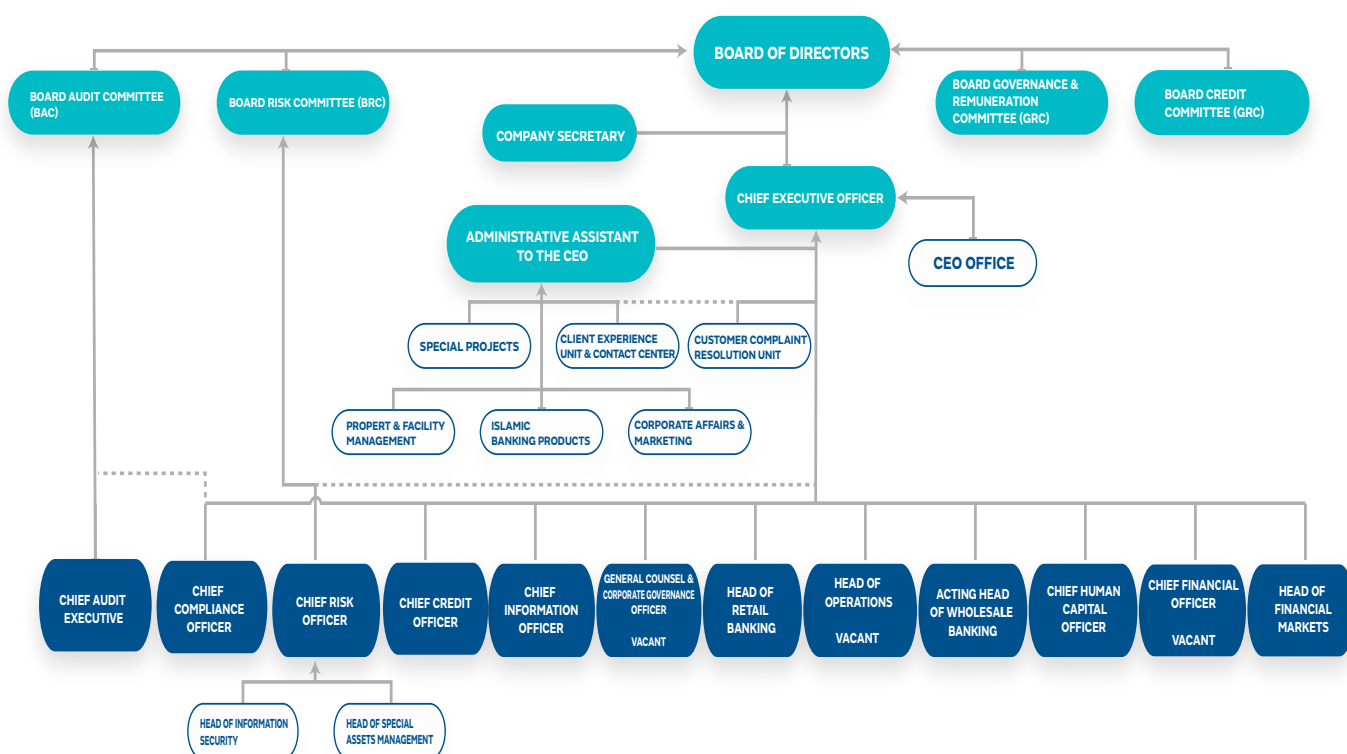 BOARD OF DIRECTORS
BOARD AUDIT COMMITTEE
(BAC)
BOARD RISK COMMITTEE (BRC)
BOARD GOVERNANCE &
REMUNERATION
COMMITTEE (GRC)
BOARD CREDIT
COMMITTEE (GRC)
COMPANY SECRETARY
CHIEF EXECUTIVE OFFICER
ADMINISTRATIVE ASSISTANT
TO THE CEO
CEO OFFICE
SPECIAL PROJECTS
CLIENT EXPERIENCE
UNIT & CONTACT CENTER
CUSTOMER COMPLAINT
RESOLUTION UNIT
PROPERT & FACILITY
MANAGEMENT
ISLAMIC
BANKING PRODUCTS
CORPORATE AFFAIRS &
MARKETING
CHIEF AUDIT
EXECUTIVE
CHIEF
COMPLIANCE
OFFICER
CHIEF RISK
OFFICER
CHIEF CREDIT
OFFICER
CHIEF
INFORMATION
OFFICER
GENERAL COUNSEL &
CORPORATE GOVERNANCE
OFFICER
VACANT
HEAD OF
RETAIL
BANKING
HEAD OF
OPERATIONS
VACANT
ACTING HEAD
OF WHOLESALE
BANKING
CHIEF HUMAN
CAPITAL
OFFICER
CHIEF FINANCIAL
OFFICER
VACANT
HEAD OF
FINANCIAL
MARKETS
HEAD OF INFORMATION
SECURITY
HEAD OF SPECIAL
ASSETS MANAGEMENT